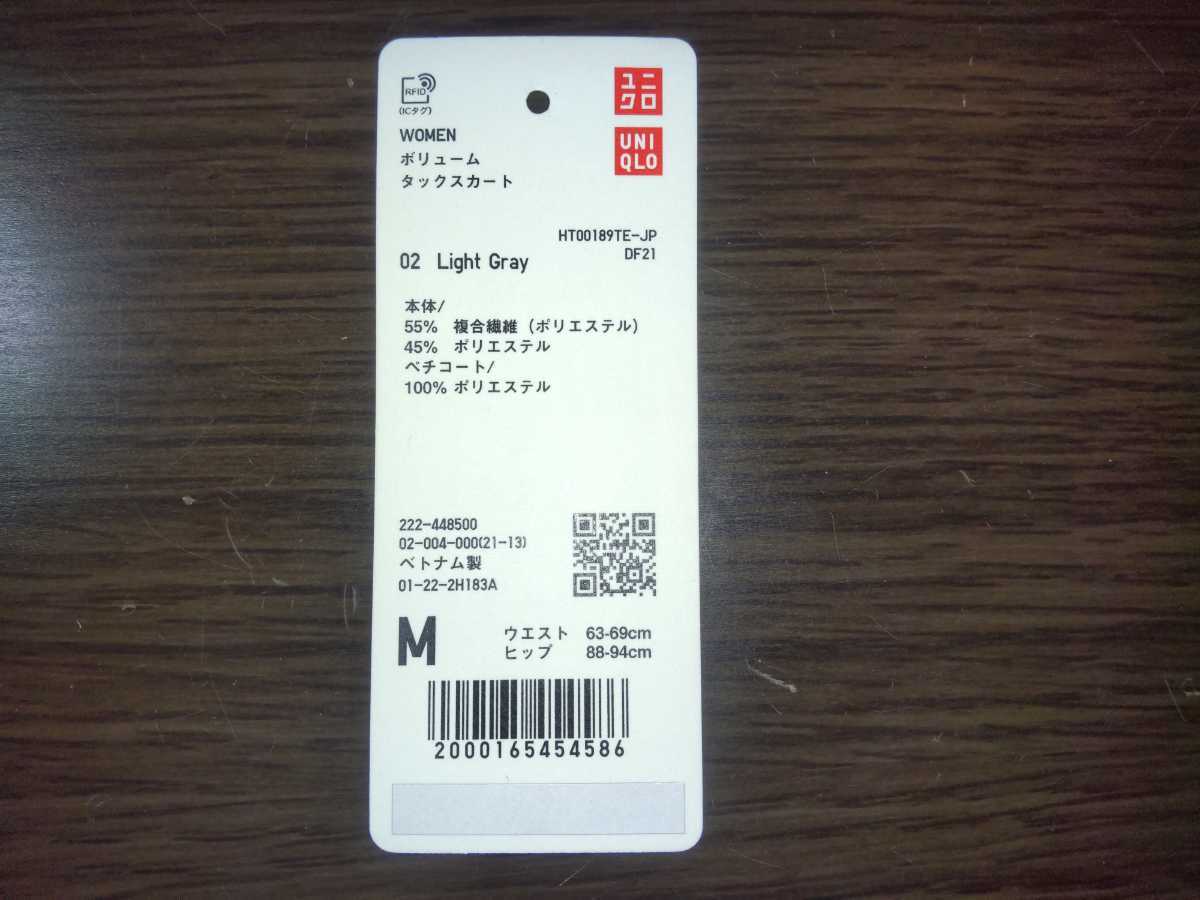 RFID
(ICタグ)
ユニ
クロ
UNI
QLO
WOMEN
ボリューム
タックスカート
HT00189TE-JP
DF21
02 Light Gray
本体/
55% 複合繊維(ポリエステル)
45% ポリエステル
ペチコート/
100% ポリエステル
222-448500
02-004-000(21-13)
ベトナム製
01-22-2H183A
M
ウエスト 63-69cm
ヒップ 88-94cm
2000165454586